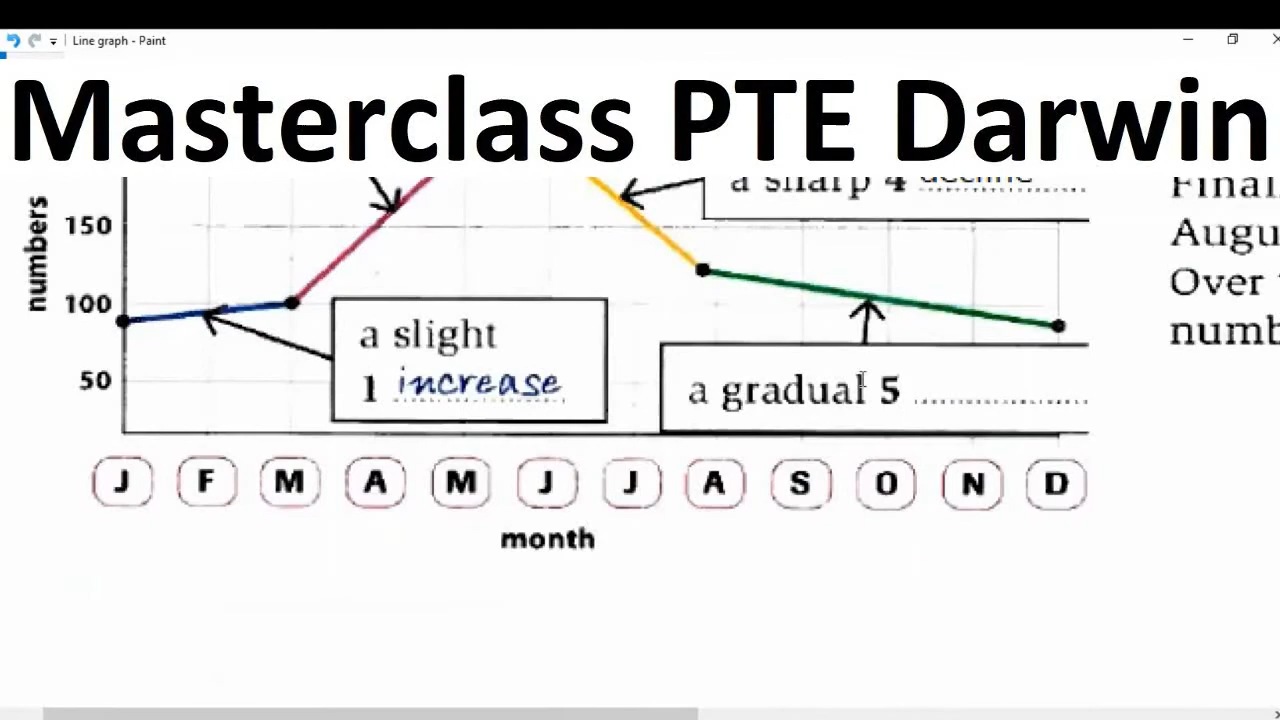 Line graph - Paint
Masterclass PTE Darwin
a sharp 4 decline
numbers
150
100
50
a slight
1 increase
a gradual 5
J F M A M J J A S O N D
month
Final
Augu
Over
numb